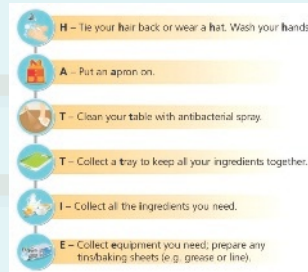 H – Tie your hair back or wear a hat. Wash your hands
A – Put an apron on.
T – Clean your table with antibacterial spray.
T – Collect a tray to keep all your ingredients together.
I – Collect all the ingredients you need.
E – Collect equipment you need; prepare any
tins/baking sheets (e.g. grease or line).